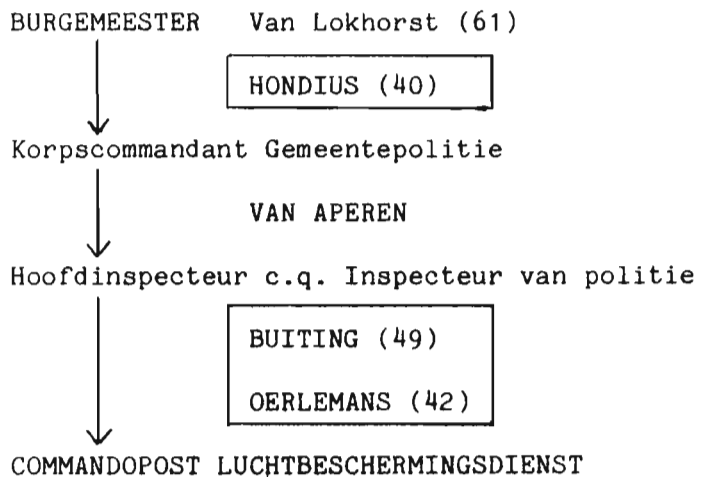 BURGEMEESTER Van Lokhorst (61)
HONDIUS (40)
Korpscommandant Gemeentepolitie
VAN APEREN
Hoofdinspecteur c.q. Inspecteur van politie
BUITING (49)
OERLEMANS (42)
COMMANDOPOST LUCHTBESCHERMINGSDIENST